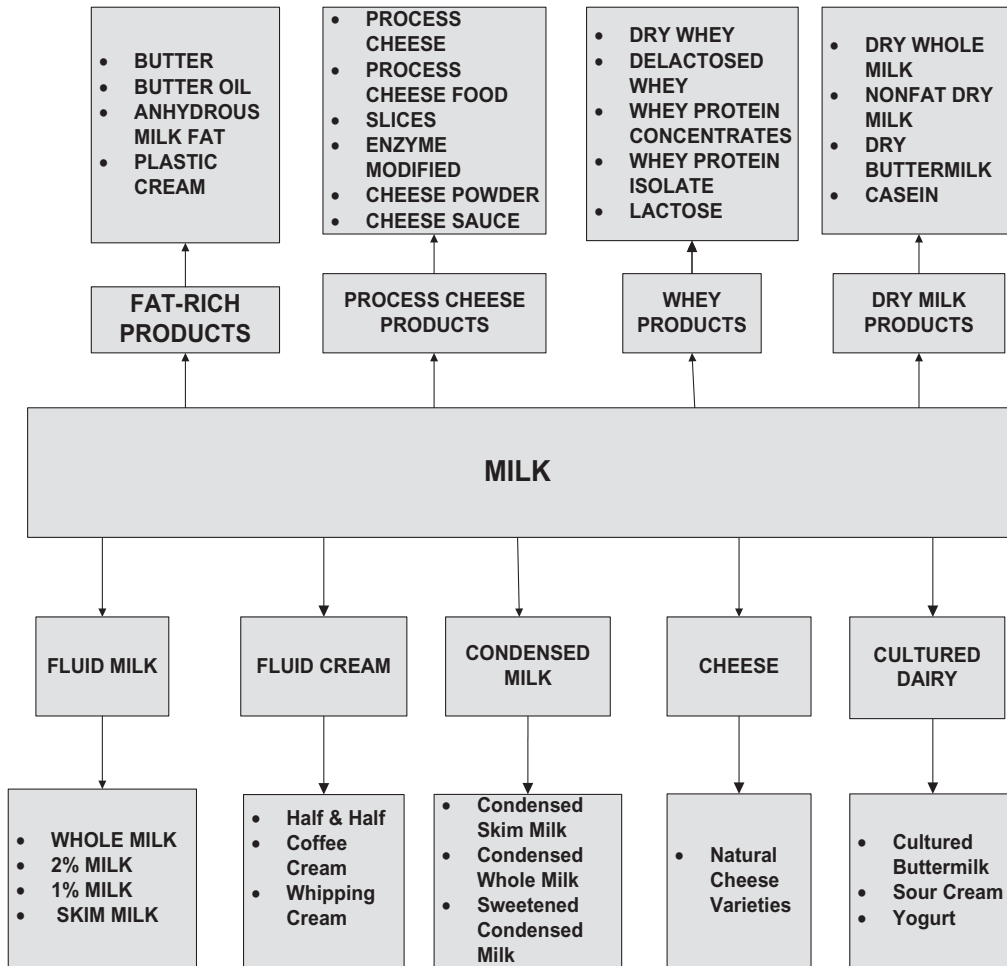 • BUTTER
• BUTTER OIL
• ANHYDROUS
MILK FAT
• PLASTIC
CREAM
• PROCESS
CHEESE
• PROCESS
CHEESE FOOD
• SLICES
• ENZYME
MODIFIED
• CHEESE POWDER
• CHEESE SAUCE
• DRY WHEY
• DELACTOSED
WHEY
• WHEY PROTEIN
CONCENTRATES
• WHEY PROTEIN
ISOLATE
• LACTOSE
• DRY WHOLE
MILK
• NONFAT DRY
MILK
• DRY
BUTTERMILK
• CASEIN
FAT-RICH
PRODUCTS
PROCESS CHEESE
PRODUCTS
WHEY
PRODUCTS
DRY MILK
PRODUCTS
MILK
FLUID MILK
FLUID CREAM
CONDENSED
MILK
CHEESE
CULTURED
DAIRY
• WHOLE MILK
• 2% MILK
• 1% MILK
• SKIM MILK
• Half & Half
• Coffee
Cream
• Whipping
Cream
• Condensed
Skim Milk
• Condensed
Whole Milk
• Sweetened
Condensed
Milk
• Natural
Cheese
Varieties
• Cultured
Buttermilk
• Sour Cream
• Yogurt